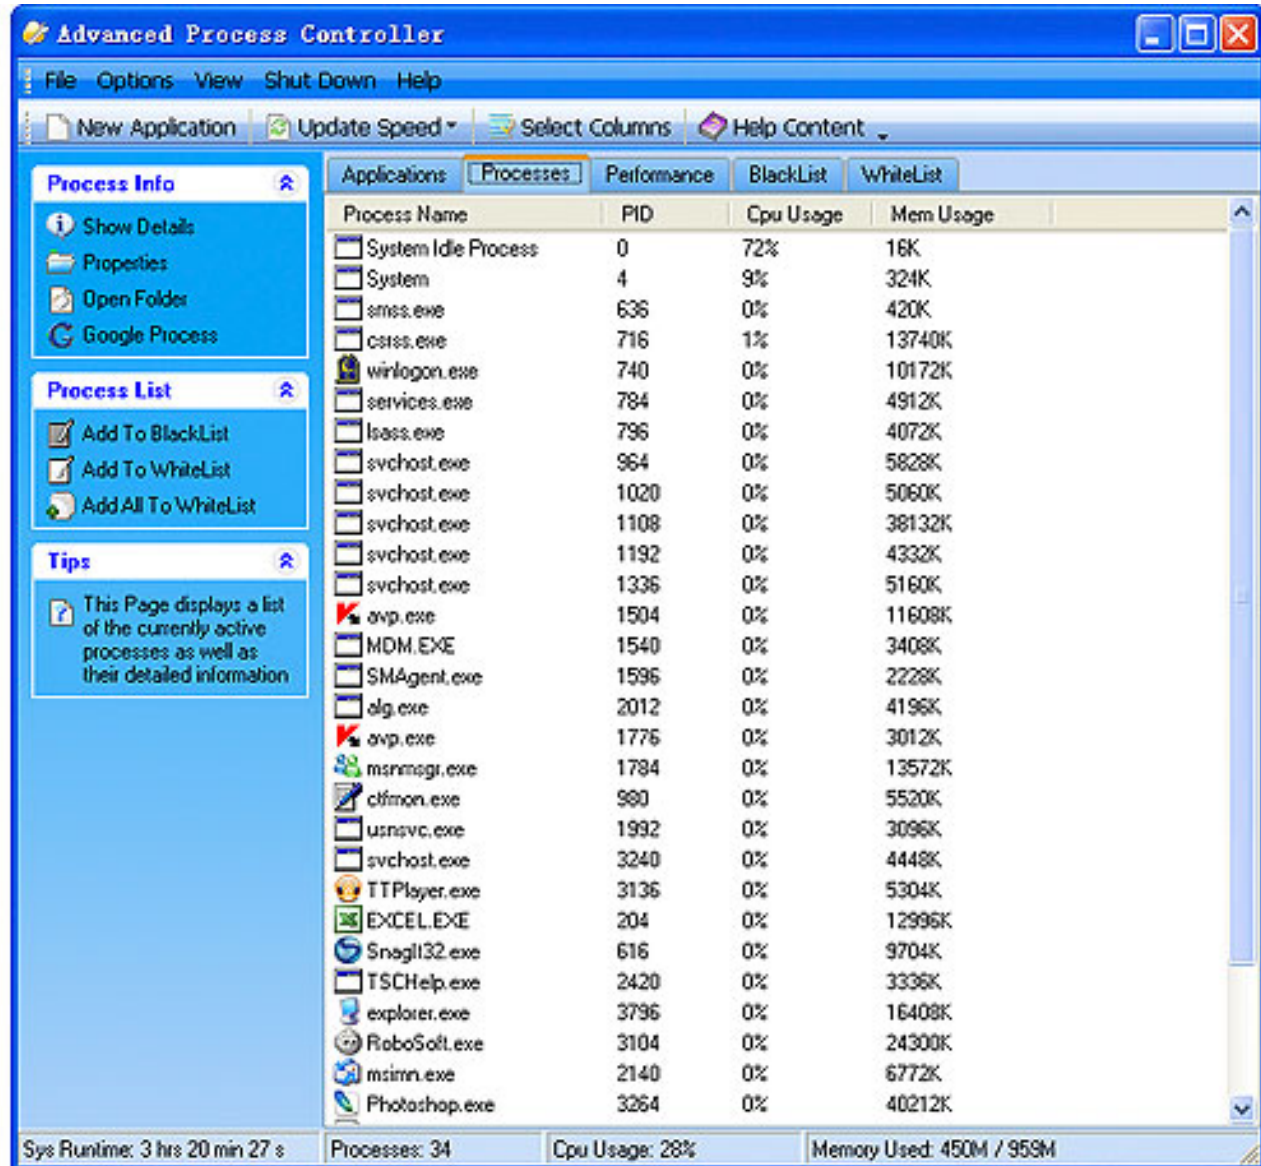 Advanced Process Controller
File Options View Shut Down Help
New Application Update Speed Select Columns Help Content
Process Info
Show Details
Properties
Open Folder
Google Process
Process List
Add To BlackList
Add To WhiteList
Add All To WhiteList
Tips
This Page displays a list
of the currently active
processes as well as
their detailed information
Applications Processes Performance BlackList WhiteList
Process Name PID Cpu Usage Mem Usage
System Idle Process 0 72% 16K
System 4 9% 324K
smss.exe 636 0% 420K
csrss.exe 716 1% 13740K
winlogon.exe 740 0% 10172K
services.exe 784 0% 4912K
lsass.exe 796 0% 4072K
svchost.exe 964 0% 5828K
svchost.exe 1020 0% 5060K
svchost.exe 1108 0% 38132K
svchost.exe 1192 0% 4332K
svchost.exe 1336 0% 5160K
avp.exe 1504 0% 11608K
MDM.EXE 1540 0% 3408K
SMAgent.exe 1596 0% 2228K
alg.exe 2012 0% 4196K
avp.exe 1776 0% 3012K
msnmsgr.exe 1784 0% 13572K
ctfmon.exe 980 0% 5520K
usnsvc.exe 1992 0% 3096K
svchost.exe 3240 0% 4448K
TTPlayer.exe 3136 0% 5304K
EXCEL.EXE 204 0% 12996K
SnagIt32.exe 616 0% 9704K
TSCHelp.exe 2420 0% 3336K
explorer.exe 3796 0% 16408K
RoboSoft.exe 3104 0% 24300K
msimn.exe 2140 0% 6772K
Photoshop.exe 3264 0% 40212K
Sys Runtime: 3 hrs 20 min 27 s Processes: 34 Cpu Usage: 28% Memory Used: 450M / 959M